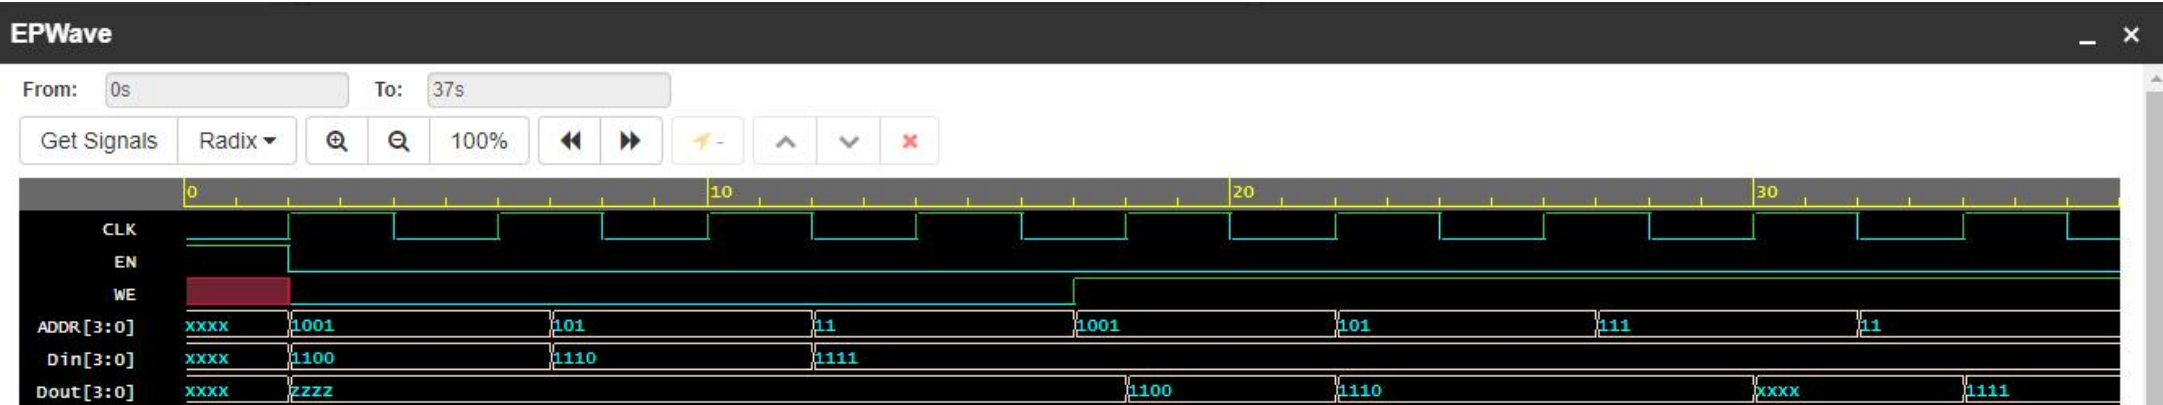 EPWave
From: 0s To: 37s
Get Signals Radix 100% -
0 10 20 30
CLK
EN
WE
ADDR[3:0] xxxx 1001 101 11 1001 101 111 11
Din[3:0] xxxx 1100 1110 1111
Dout[3:0] xxxx zzzz 1100 1110 xxxx 1111